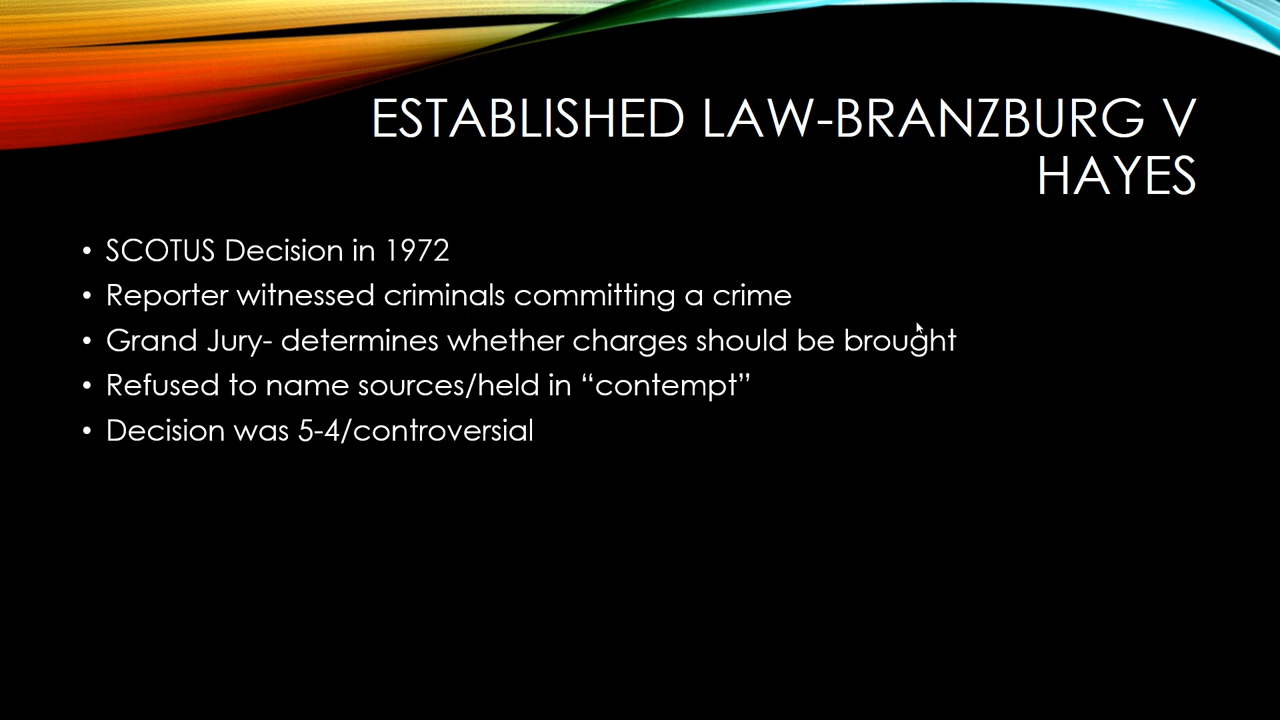 ESTABLISHED LAW-BRANZBURG V
HAYES
• SCOTUS Decision in 1972
• Reporter witnessed criminals committing a crime
• Grand Jury- determines whether charges should be brought
• Refused to name sources/held in “contempt”
• Decision was 5-4/controversial